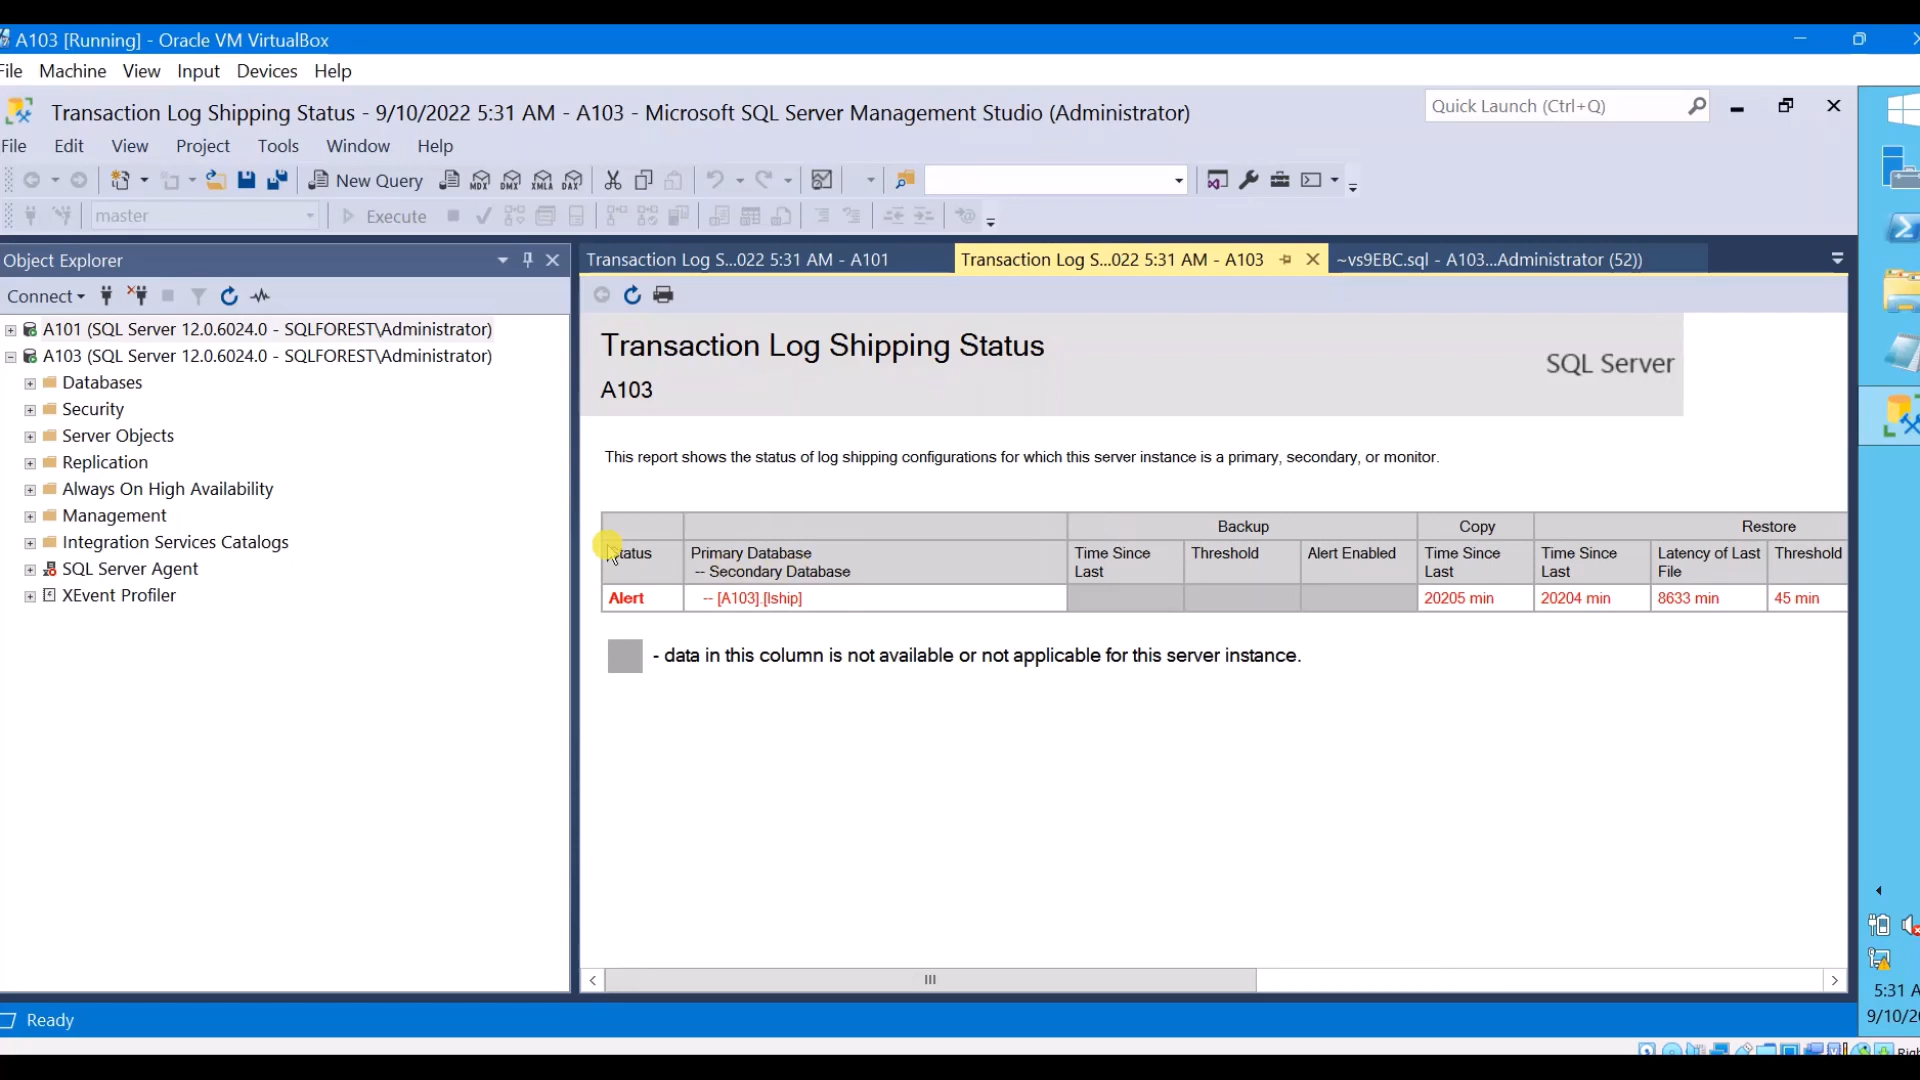 A103 [Running] - Oracle VM VirtualBox
File Machine View Input Devices Help
Transaction Log Shipping Status - 9/10/2022 5:31 AM - A103 - Microsoft SQL Server Management Studio (Administrator)
Quick Launch (Ctrl+Q)
File Edit View Project Tools Window Help
New Query MDX DMX XMLA DAX
master Execute
Object Explorer
Transaction Log S...022 5:31 AM - A101
Transaction Log S...022 5:31 AM - A103
~vs9EBC.sql - A103...Administrator (52))
Connect
A101 (SQL Server 12.0.6024.0 - SQLFOREST\Administrator)
A103 (SQL Server 12.0.6024.0 - SQLFOREST\Administrator)
Databases
Security
Server Objects
Replication
Always On High Availability
Management
Integration Services Catalogs
SQL Server Agent
XEvent Profiler
Transaction Log Shipping Status
A103
SQL Server
This report shows the status of log shipping configurations for which this server instance is a primary, secondary, or monitor.
Backup Copy Restore
Status Primary Database Time Since Threshold Alert Enabled Time Since Time Since Latency of Last Threshold
-- Secondary Database Last Last Last File
Alert -- [A103].[lship] 20205 min 20204 min 8633 min 45 min
- data in this column is not available or not applicable for this server instance.
5:31 A
9/10/20
Ready
Righ